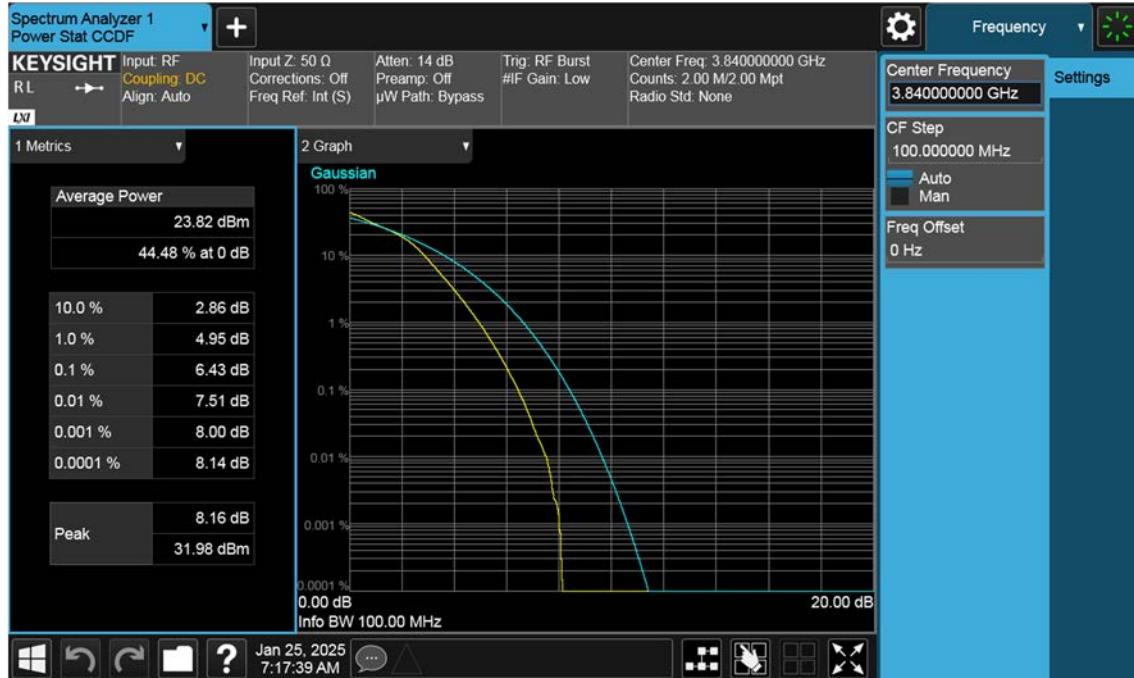 Spectrum Analyzer 1
Power Stat CCDF
+
Frequency
KEYSIGHT
R L
LXI
Input: RF
Coupling: DC
Align: Auto
Input Z: 50 Ω
Corrections: Off
Freq Ref: Int (S)
Atten: 14 dB
Preamp: Off
µW Path: Bypass
Trig: RF Burst
#IF Gain: Low
Center Freq: 3.840000000 GHz
Counts: 2.00 M/2.00 Mpt
Radio Std: None
Center Frequency
3.840000000 GHz
Settings
CF Step
100.000000 MHz
Auto
Man
Freq Offset
0 Hz
1 Metrics
Average Power
23.82 dBm
44.48 % at 0 dB
10.0 % 2.86 dB
1.0 % 4.95 dB
0.1 % 6.43 dB
0.01 % 7.51 dB
0.001 % 8.00 dB
0.0001 % 8.14 dB
Peak
8.16 dB
31.98 dBm
2 Graph
Gaussian
100 %
10 %
1 %
0.1 %
0.01 %
0.001 %
0.0001 %
0.00 dB 20.00 dB
Info BW 100.00 MHz
?
Jan 25, 2025
7:17:39 AM